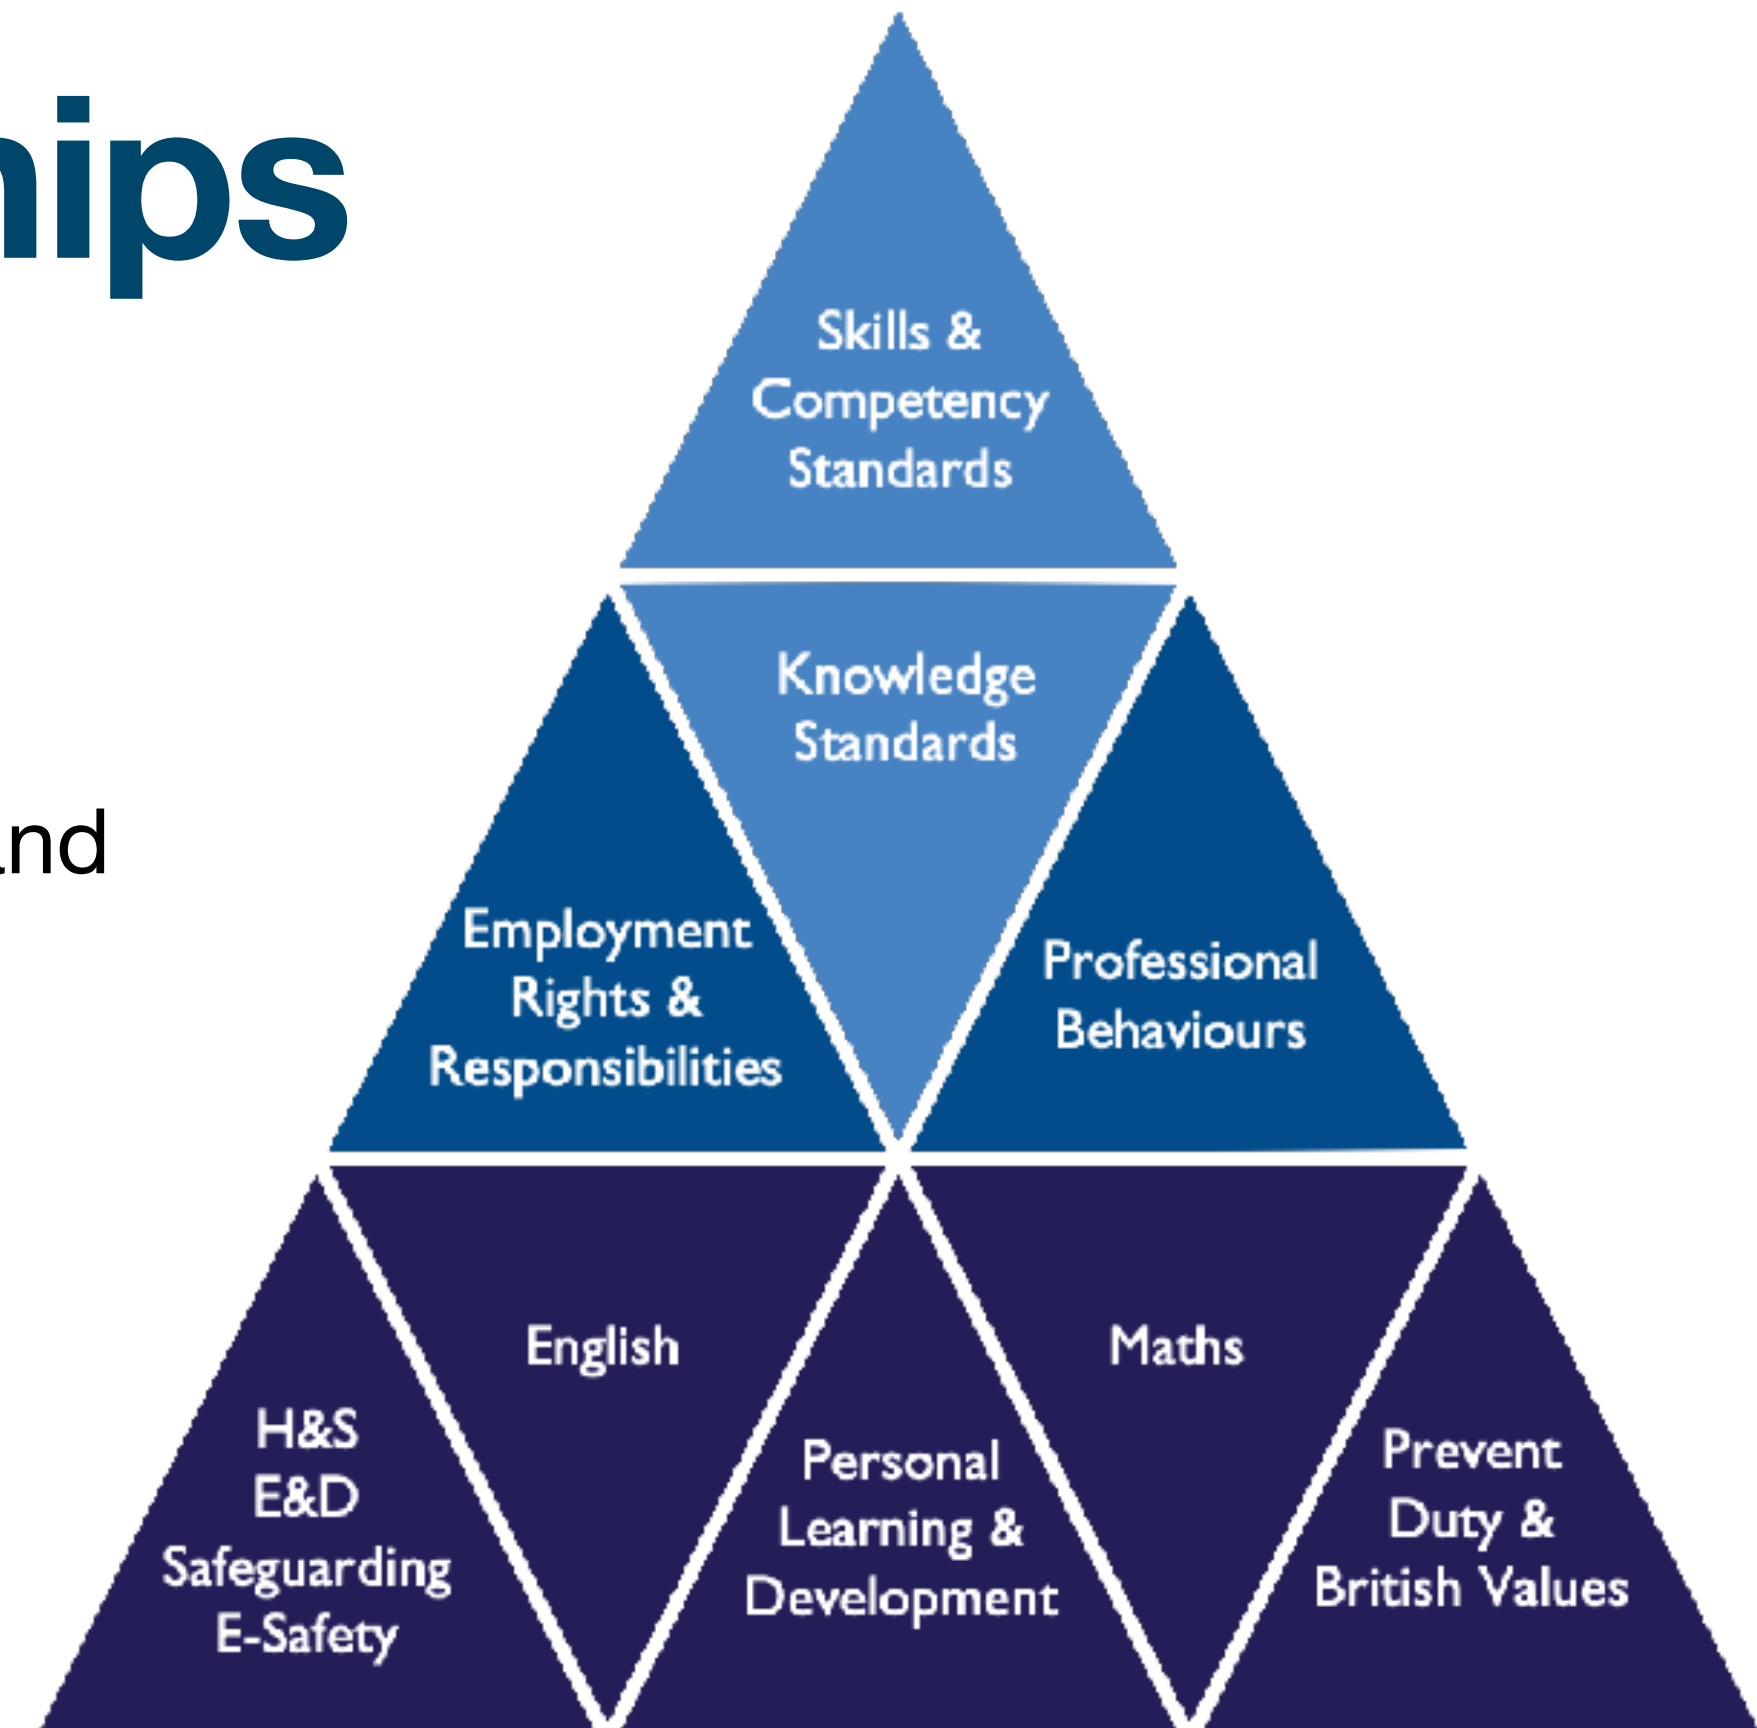 hips
and
Skills &
Competency
Standards
Knowledge
Standards
Employment
Rights &
Responsibilities
Professional
Behaviours
English
Maths
H&S
E&D
Safeguarding
E-Safety
Personal
Learning &
Development
Prevent
Duty &
British Values